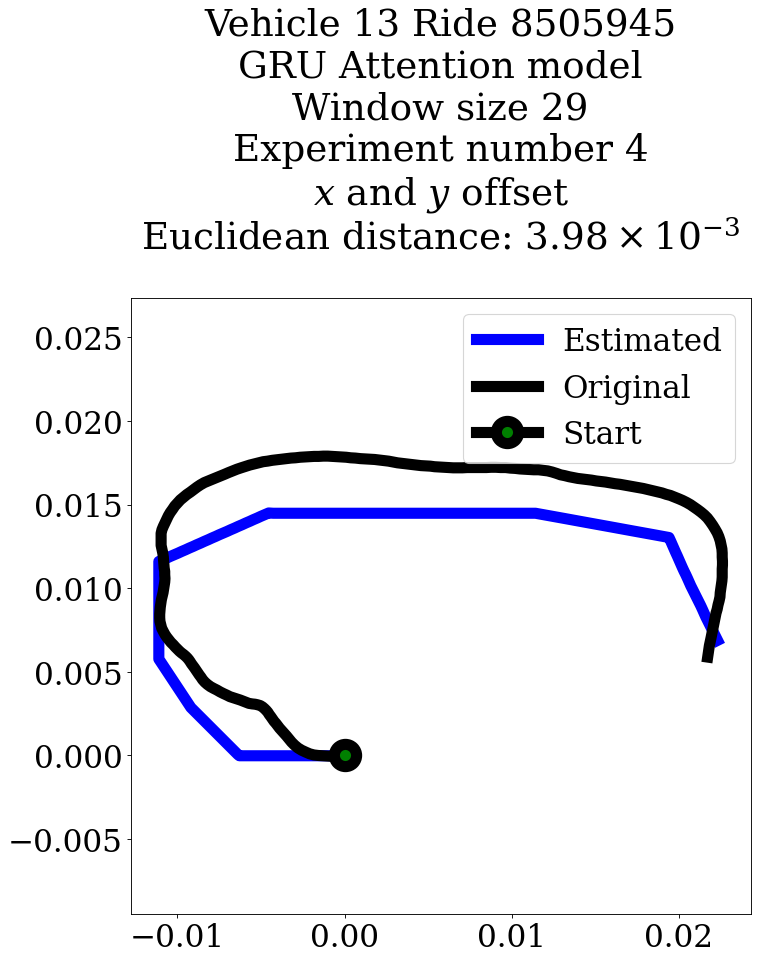 Vehicle 13 Ride 8505945
GRU Attention model
Window size 29
Experiment number 4
x and y offset
Euclidean distance: 3.98 × 10⁻³
Estimated
Original
Start
0.025
0.020
0.015
0.010
0.005
0.000
−0.005
−0.01 0.00 0.01 0.02